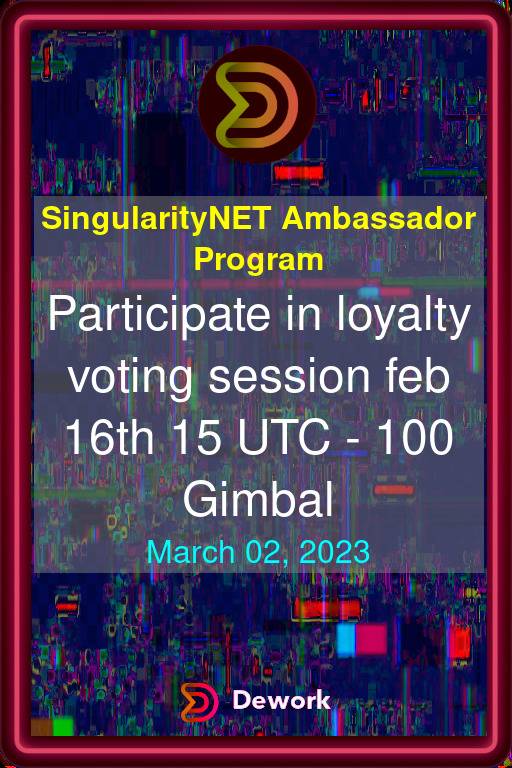 SingularityNET Ambassador
Program
Participate in loyalty
voting session feb
16th 15 UTC - 100
Gimbal
March 02, 2023
Dework